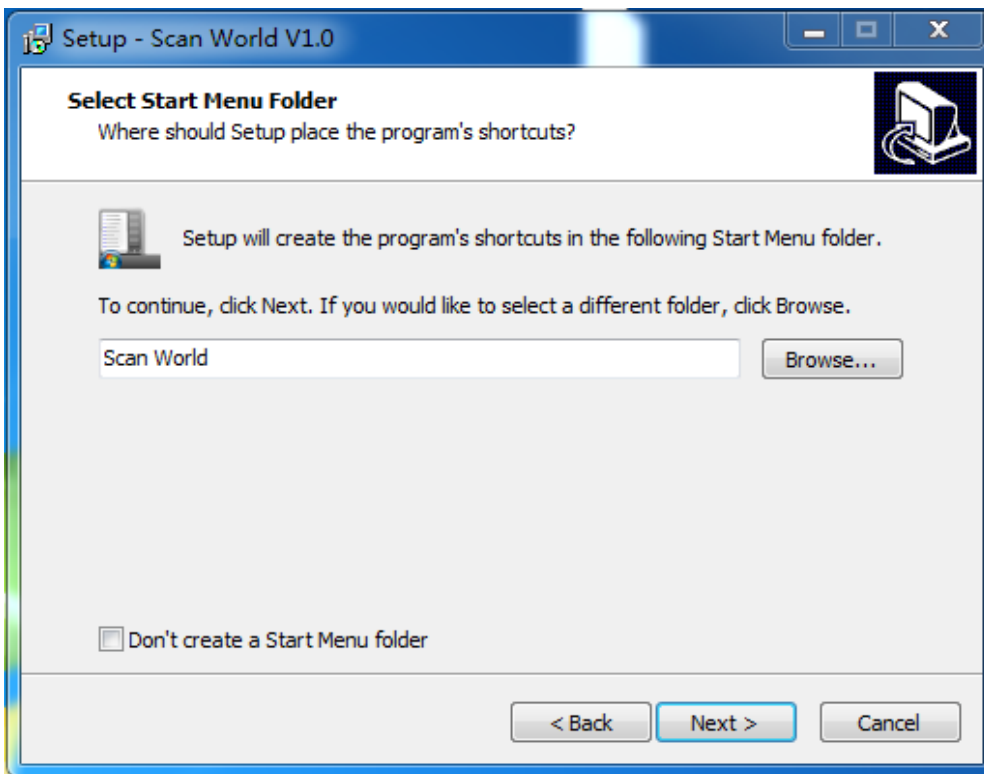 Setup - Scan World V1.0
Select Start Menu Folder
Where should Setup place the program's shortcuts?
Setup will create the program's shortcuts in the following Start Menu folder.
To continue, click Next. If you would like to select a different folder, click Browse.
Scan World
Browse...
Don't create a Start Menu folder
< Back
Next >
Cancel